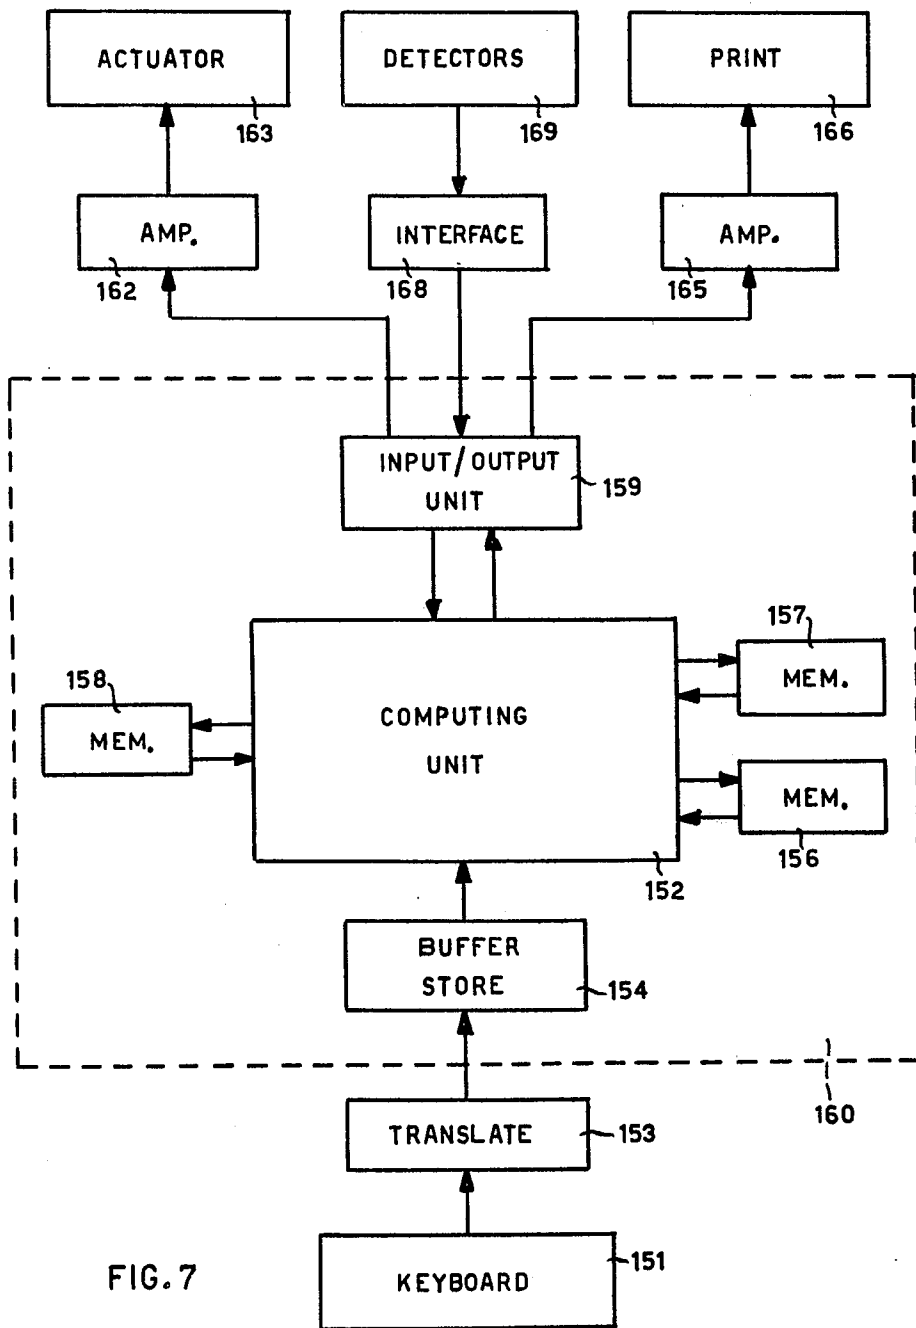 ACTUATOR
DETECTORS
PRINT
163
169
166
AMP.
INTERFACE
AMP.
162
168
165
INPUT/OUTPUT
UNIT
159
157
MEM.
158
MEM.
COMPUTING
UNIT
MEM.
156
152
BUFFER
STORE
154
160
TRANSLATE
153
151
KEYBOARD
FIG. 7